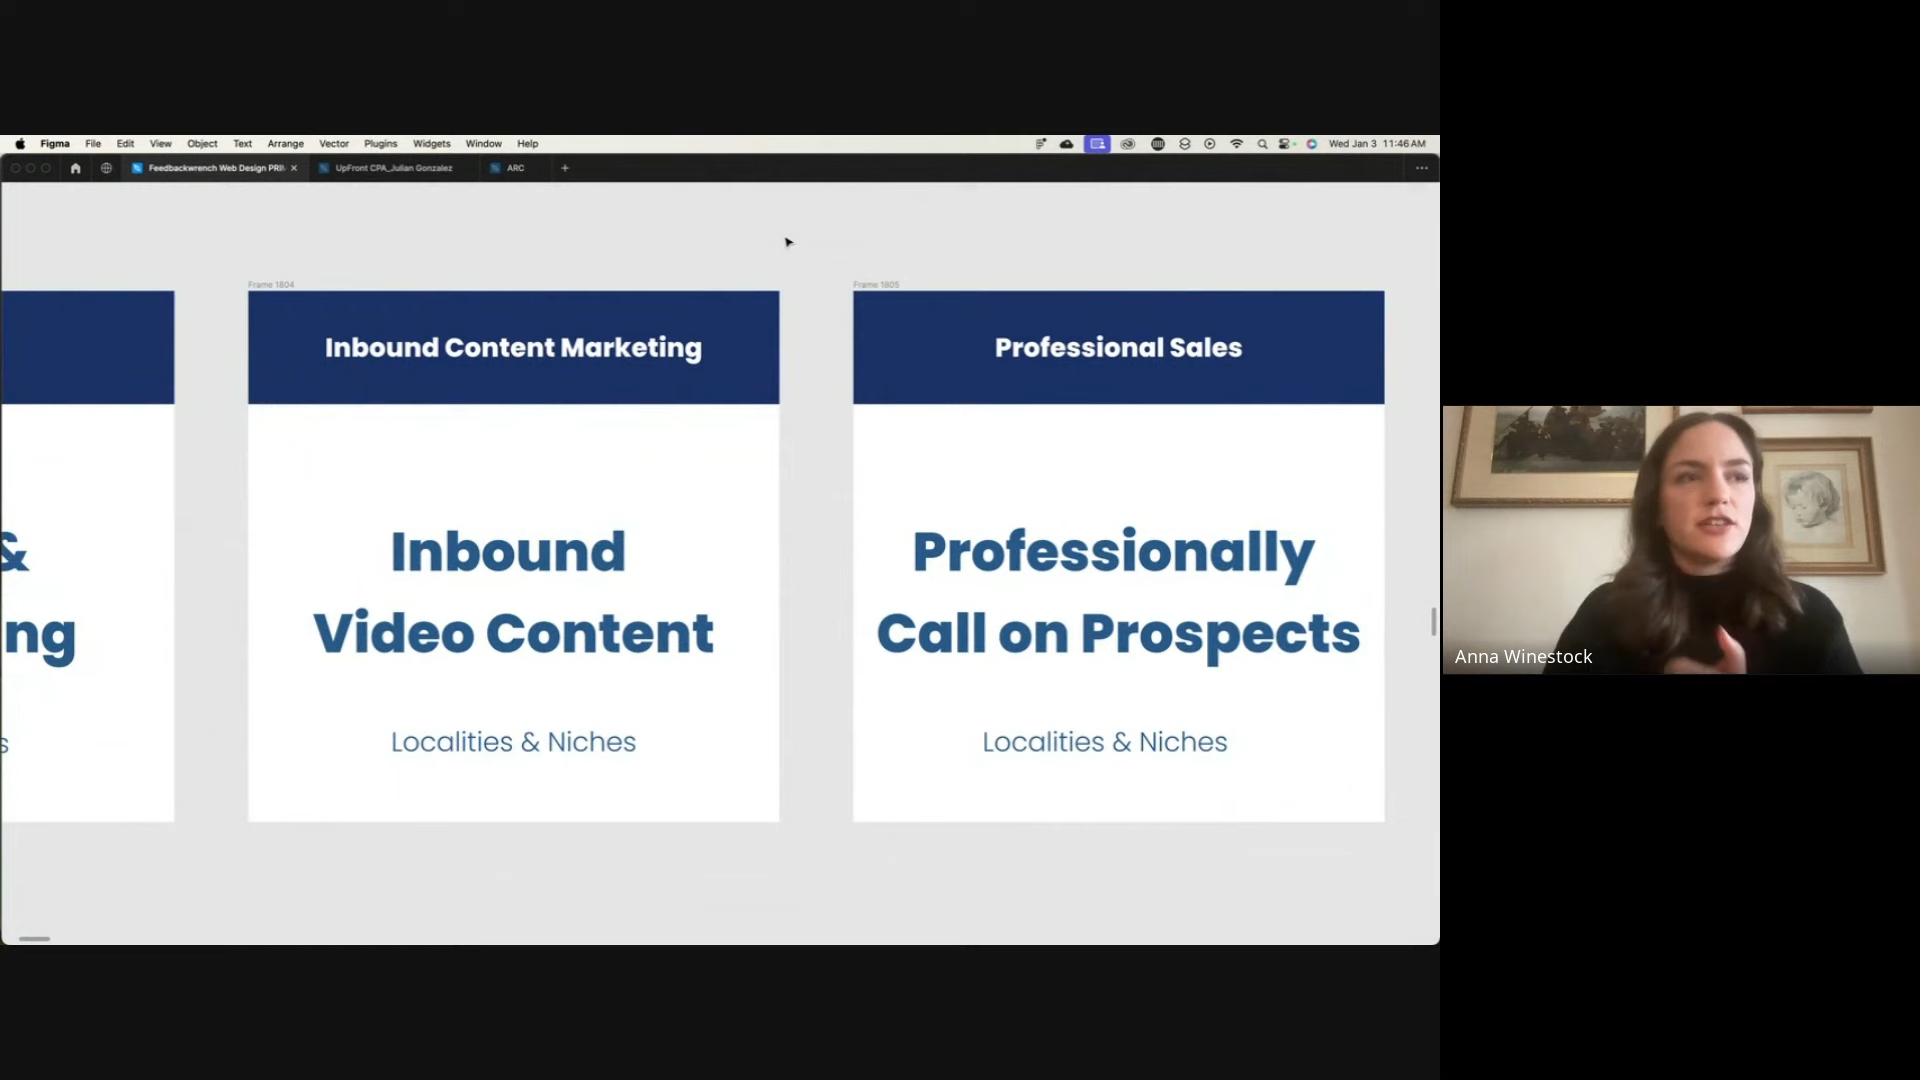 Figma File Edit View Object Text Arrange Vector Plugins Widgets Window Help Wed Jan 3 11:46 AM
Feedbackwrench Web Design PRI UpFront CPA_Julian Gonzalez ARC
Frame 1804
Frame 1805
Inbound Content Marketing
Professional Sales
&
ng
s
Inbound
Video Content
Localities & Niches
Professionally
Call on Prospects
Localities & Niches
Anna Winestock